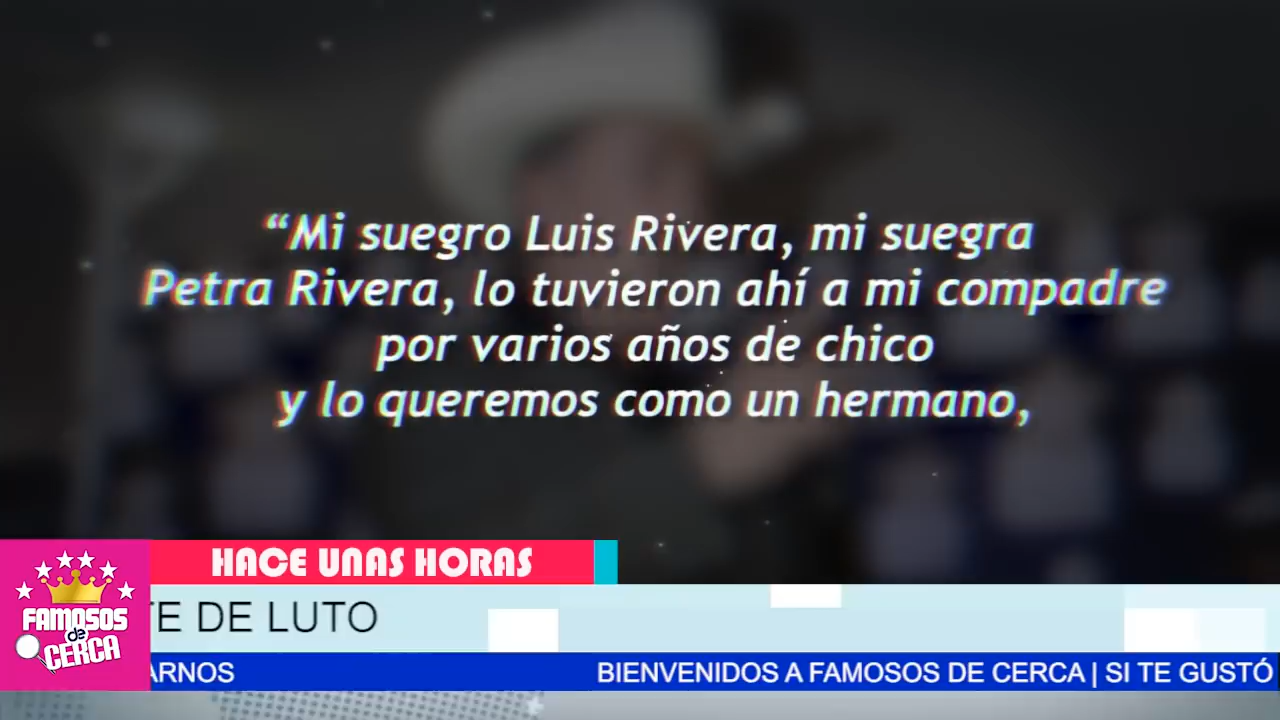 “Mi suegro Luis Rivera, mi suegra
Petra Rivera, lo tuvieron ahí a mi compadre
por varios años de chico
y lo queremos como un hermano,
HACE UNAS HORAS
TE DE LUTO
FAMOSOS
de
CERCA
ARNOS
BIENVENIDOS A FAMOSOS DE CERCA | SI TE GUSTÓ